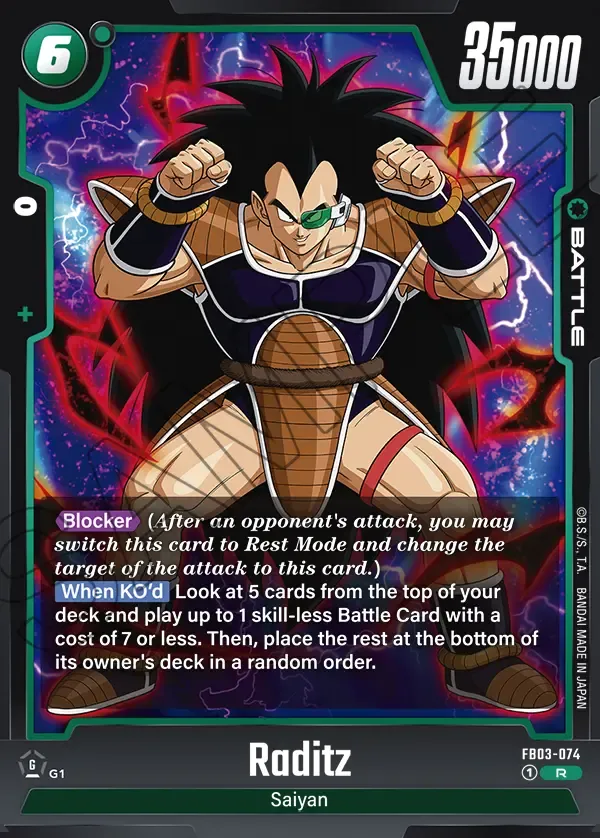 6
35000
0
+
BATTLE
Blocker (After an opponent's attack, you may
switch this card to Rest Mode and change the
target of the attack to this card.)
When KO'd Look at 5 cards from the top of your
deck and play up to 1 skill-less Battle Card with a
cost of 7 or less. Then, place the rest at the bottom of
its owner's deck in a random order.
©B.S./S., T.A. BANDAI MADE IN JAPAN
SAMPLE
G G1
Raditz
FB03-074
1 R
Saiyan